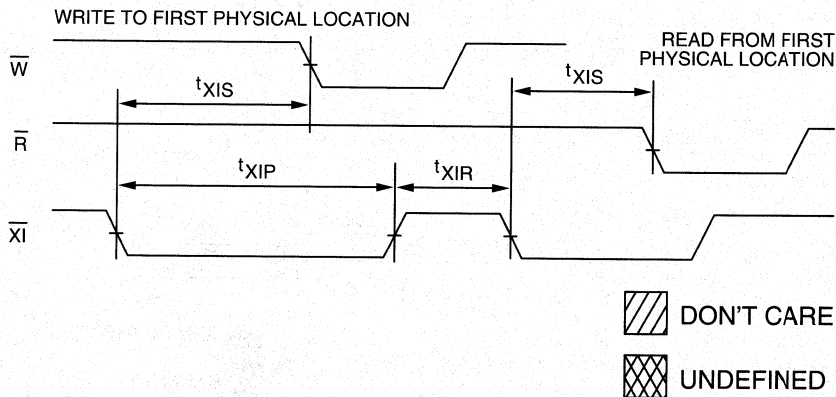 WRITE TO FIRST PHYSICAL LOCATION
READ FROM FIRST
PHYSICAL LOCATION
W
tXIS
tXIS
R
tXIP
tXIR
XI
DON'T CARE
UNDEFINED